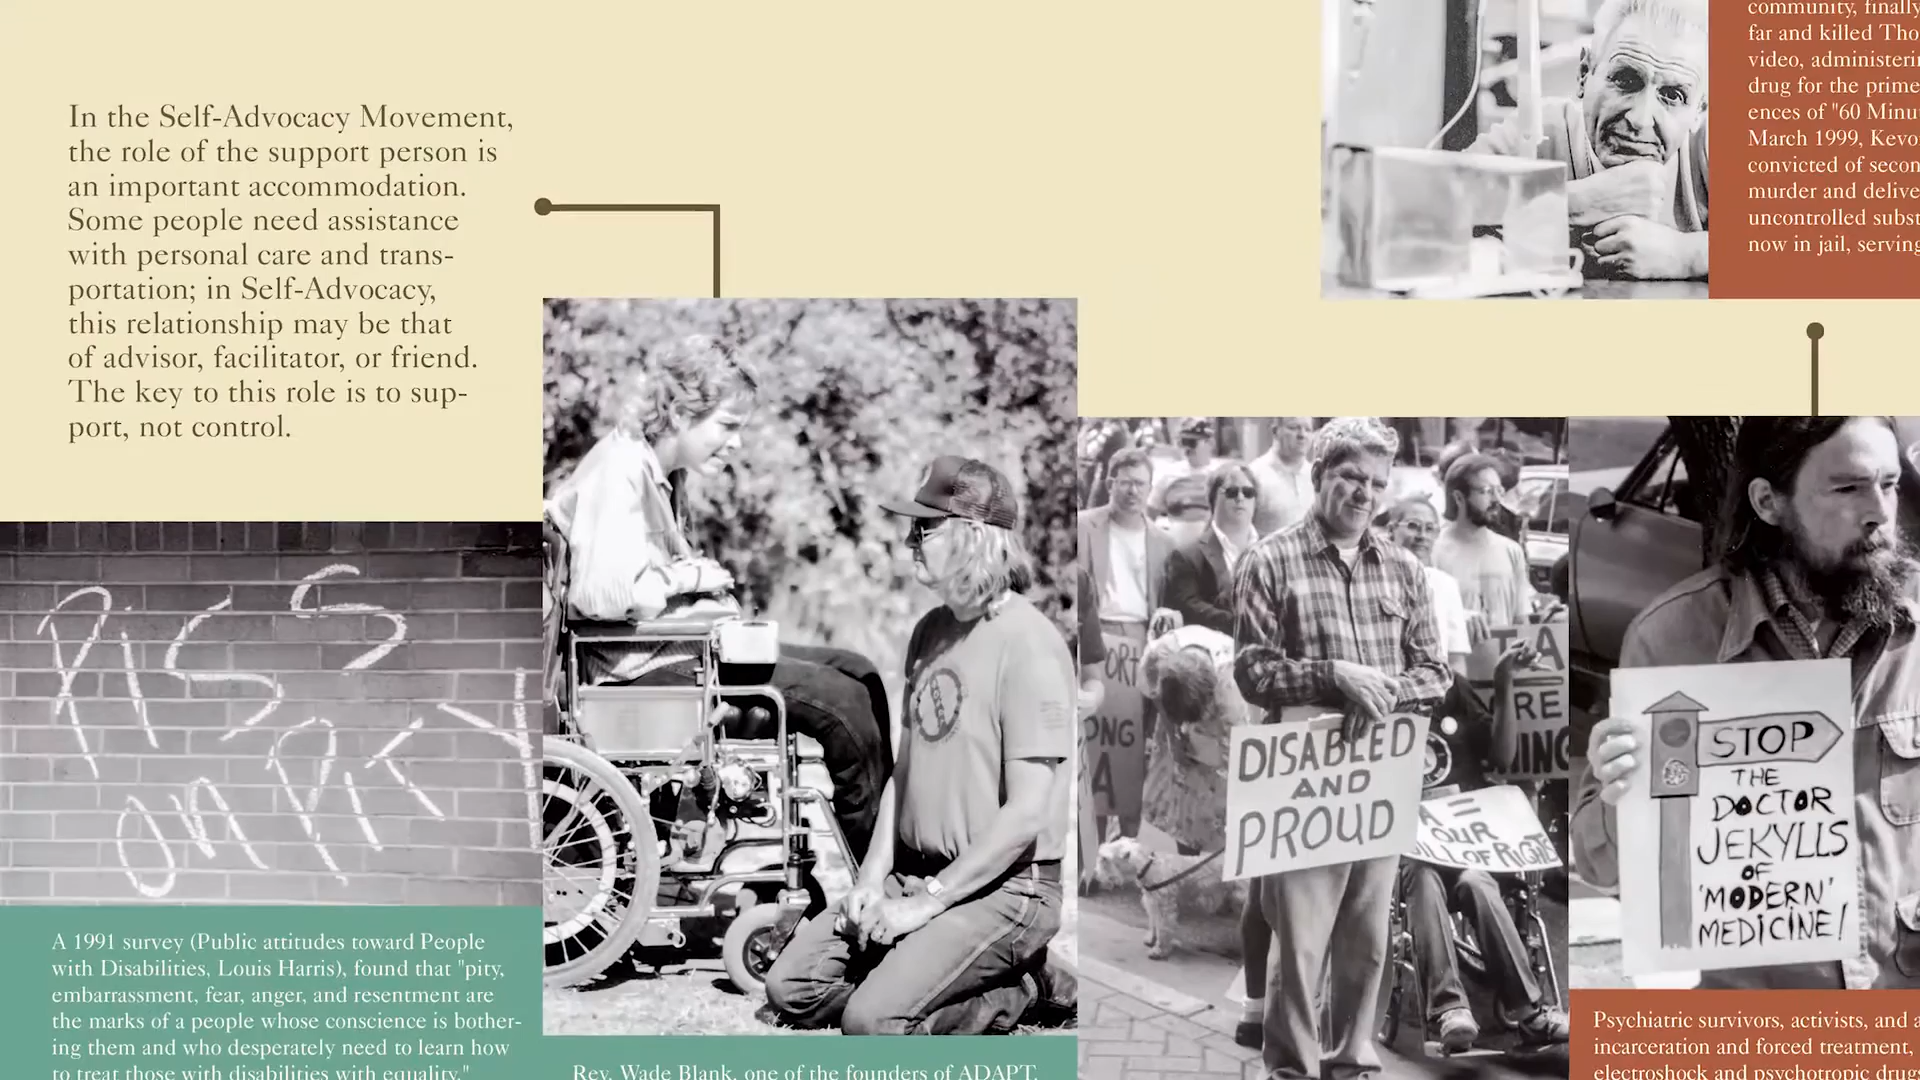 In the Self-Advocacy Movement,
the role of the support person is
an important accommodation.
Some people need assistance
with personal care and trans-
portation; in Self-Advocacy,
this relationship may be that
of advisor, facilitator, or friend.
The key to this role is to sup-
port, not control.
community, finally
far and killed Tho
video, administerin
drug for the prime
ences of "60 Minu
March 1999, Kevo
convicted of secon
murder and delive
uncontrolled subst
now in jail, serving
PISS
ON PITY
A 1991 survey (Public attitudes toward People
with Disabilities, Louis Harris), found that "pity,
embarrassment, fear, anger, and resentment are
the marks of a people whose conscience is bother-
ing them and who desperately need to learn how
to treat those with disabilities with equality."
Rev. Wade Blank, one of the founders of ADAPT,
DISABLED
AND
PROUD
A =
OUR
BILL OF RIGHTS
STOP
THE
DOCTOR
JEKYLLS
OF
'MODERN'
MEDICINE!
Psychiatric survivors, activists, and a
incarceration and forced treatment,
electroshock and psychotropic drugs